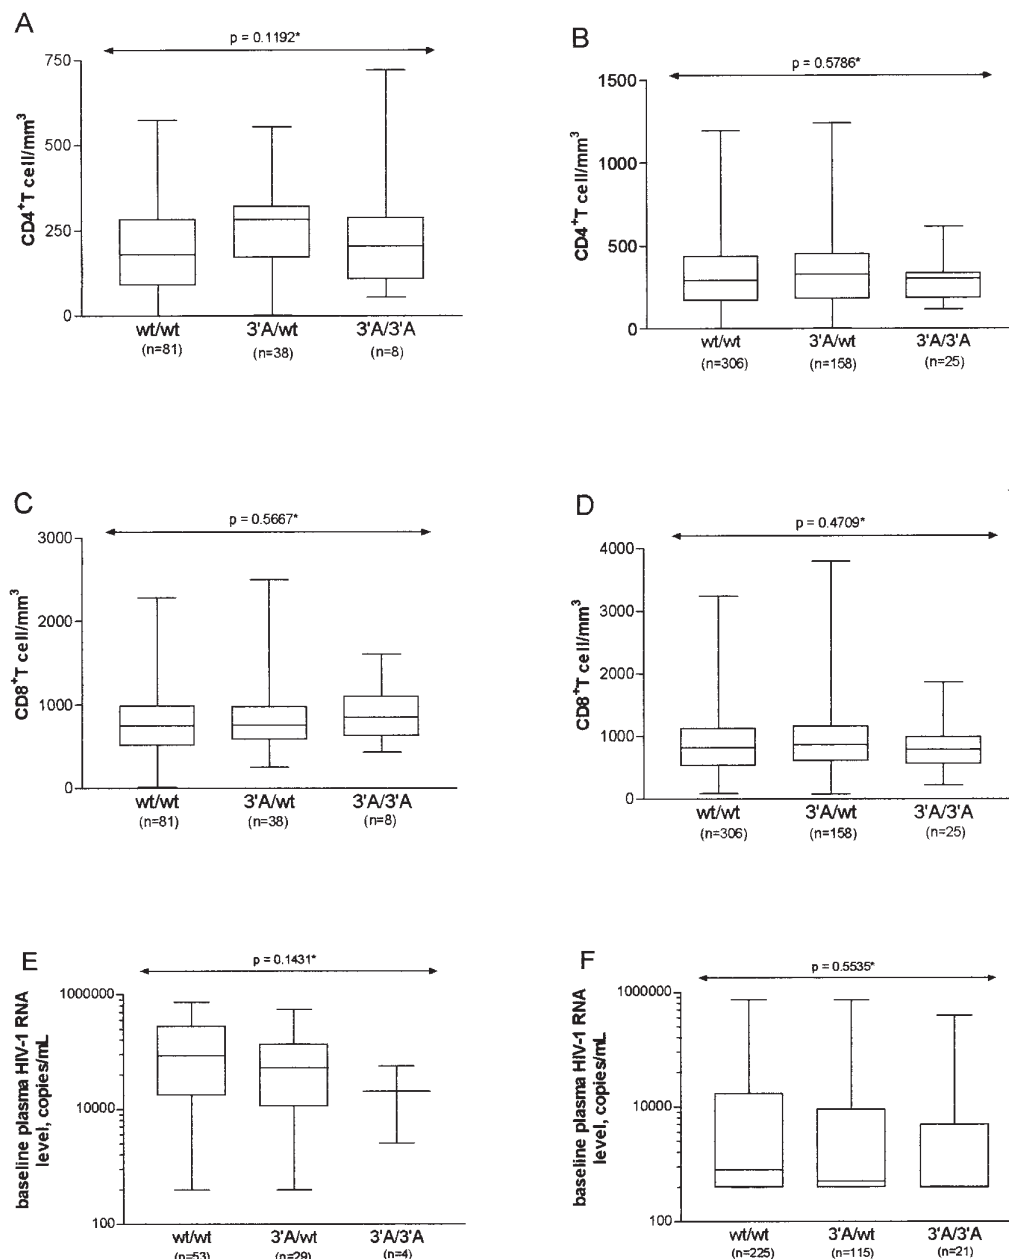 A
p = 0.1192*
CD4+T cell/mm3
750
500
250
0
wt/wt
3'A/wt
3'A/3'A
(n=81)
(n=38)
(n=8)
B
p = 0.5786*
CD4+T cell/mm3
1500
1000
500
0
wt/wt
3'A/wt
3'A/3'A
(n=306)
(n=158)
(n=25)
C
p = 0.5667*
CD8+T cell/mm3
3000
2000
1000
0
wt/wt
3'A/wt
3'A/3'A
(n=81)
(n=38)
(n=8)
D
p = 0.4709*
CD8+T cell/mm3
4000
3000
2000
1000
0
wt/wt
3'A/wt
3'A/3'A
(n=306)
(n=158)
(n=25)
E
p = 0.1431*
baseline plasma HIV-1 RNA
level, copies/mL
1000000
10000
100
wt/wt
3'A/wt
3'A/3'A
(n=53)
(n=29)
(n=4)
F
p = 0.5535*
baseline plasma HIV-1 RNA
level, copies/mL
1000000
10000
100
wt/wt
3'A/wt
3'A/3'A
(n=225)
(n=115)
(n=21)